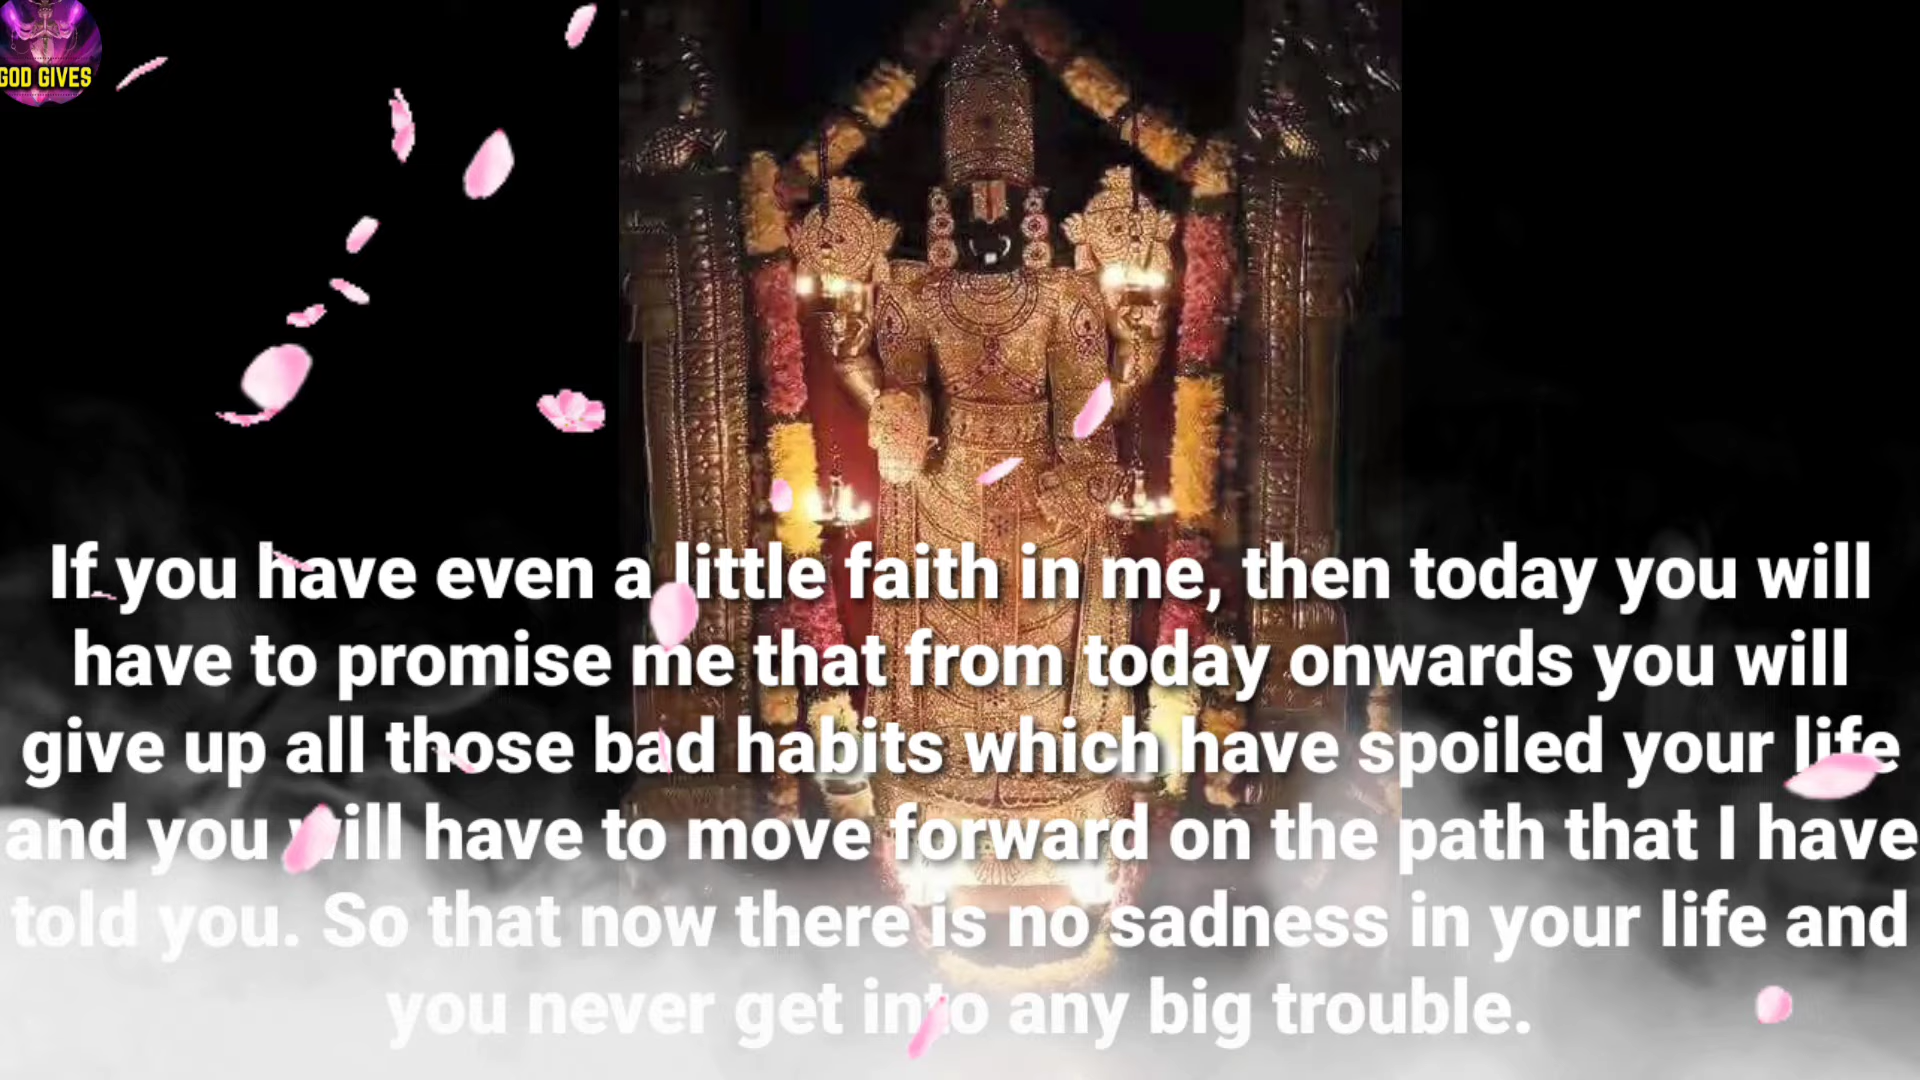 GOD GIVES
If you have even a little faith in me, then today you will
have to promise me that from today onwards you will
give up all those bad habits which have spoiled your life
and you will have to move forward on the path that I have
told you. So that now there is no sadness in your life and
you never get into any big trouble.